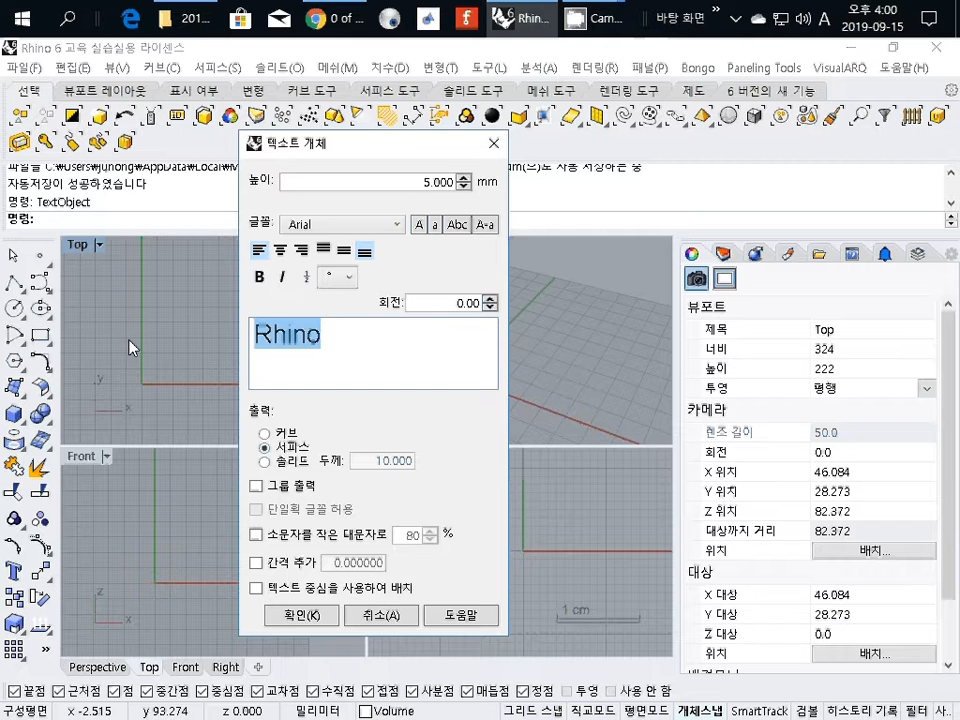 201...
0 of ...
Rhin...
Cam...
바탕 화면
A
오후 4:00
2019-09-15
Rhino 6 교육 실습실용 라이센스
파일(F) 편집(E) 뷰(V) 커브(C) 서피스(S) 솔리드(O) 메쉬(M) 치수(D) 변형(T) 도구(L) 분석(A) 렌더링(R) 패널(P) Bongo Paneling Tools VisualARQ 도움말(H)
선택 뷰포트 레이아웃 표시 여부 변형 커브 도구 서피스 도구 솔리드 도구 메쉬 도구 렌더링 도구 제도 6 버전의 새 기능
자동저장이 성공하였습니다
명령: TextObject
명령:
텍스트 개체
높이: 5.000 mm
글꼴: Arial A a Abc A-a
B I
회전: 0.00
Rhino
출력:
커브
서피스
솔리드 두께: 10.000
그룹 출력
단일획 글꼴 허용
소문자를 작은 대문자로 80 %
간격 추가 0.000000
텍스트 중심을 사용하여 배치
확인(K) 취소(A) 도움말
Top
y
x
Front
z
x
1 cm
Perspective Top Front Right
뷰포트
제목 Top
너비 324
높이 222
투영 평행
카메라
렌즈 길이 50.0
회전 0.0
X 위치 46.084
Y 위치 28.273
Z 위치 82.372
대상까지 거리 82.372
위치 배치...
대상
X 대상 46.084
Y 대상 28.273
Z 대상 0.0
위치 배치...
끝점 근처점 점 중간점 중심점 교차점 수직점 접점 사분점 매듭점 정점 투영 사용 안 함
구성평면 x -2.515 y 93.274 z 0.000 밀리미터 Volume 그리드 스냅 직교모드 평면모드 개체스냅 SmartTrack 검볼 히스토리 기록 필터 사..